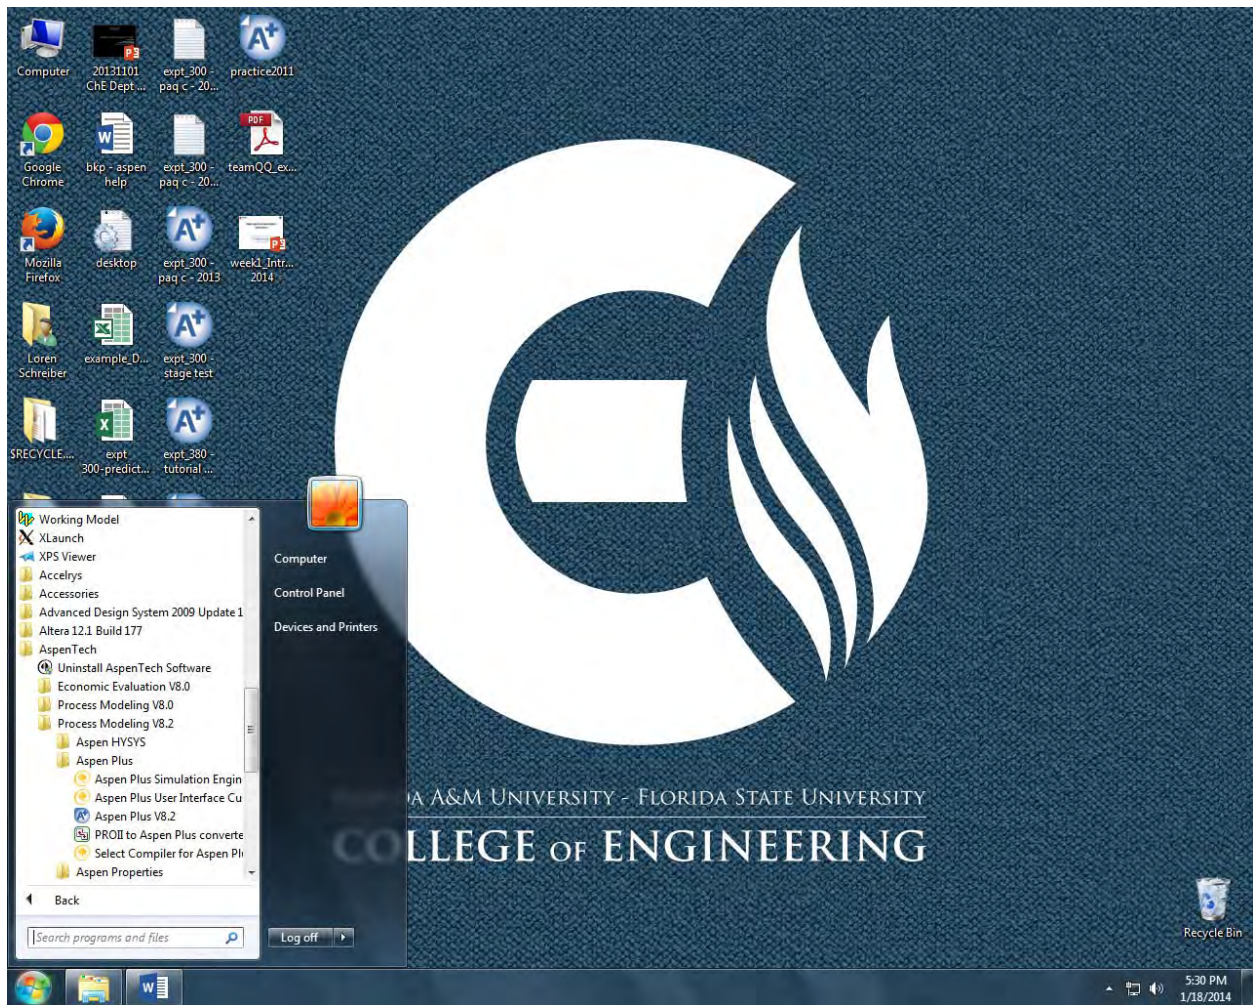 Computer
20131101
ChE Dept ...
expt_300 -
paq c - 20...
practice2011
Google
Chrome
bkp - aspen
help
expt_300 -
paq c - 20...
PDF
teamQQ_ex...
Mozilla
Firefox
desktop
expt_300 -
paq c - 2013
week1_Intr...
2014
Loren
Schreiber
example_D...
expt_300 -
stage test
$RECYCLE....
expt
300-predict...
expt_380 -
tutorial ...
Working Model
XLaunch
XPS Viewer
Accelrys
Accessories
Advanced Design System 2009 Update 1
Altera 12.1 Build 177
AspenTech
Uninstall AspenTech Software
Economic Evaluation V8.0
Process Modeling V8.0
Process Modeling V8.2
Aspen HYSYS
Aspen Plus
Aspen Plus Simulation Engin
Aspen Plus User Interface Cu
Aspen Plus V8.2
PROII to Aspen Plus converte
Select Compiler for Aspen Pl
Aspen Properties
Back
Search programs and files
Computer
Control Panel
Devices and Printers
Log off
A A&M UNIVERSITY - FLORIDA STATE UNIVERSITY
COLLEGE OF ENGINEERING
Recycle Bin
5:30 PM
1/18/2014